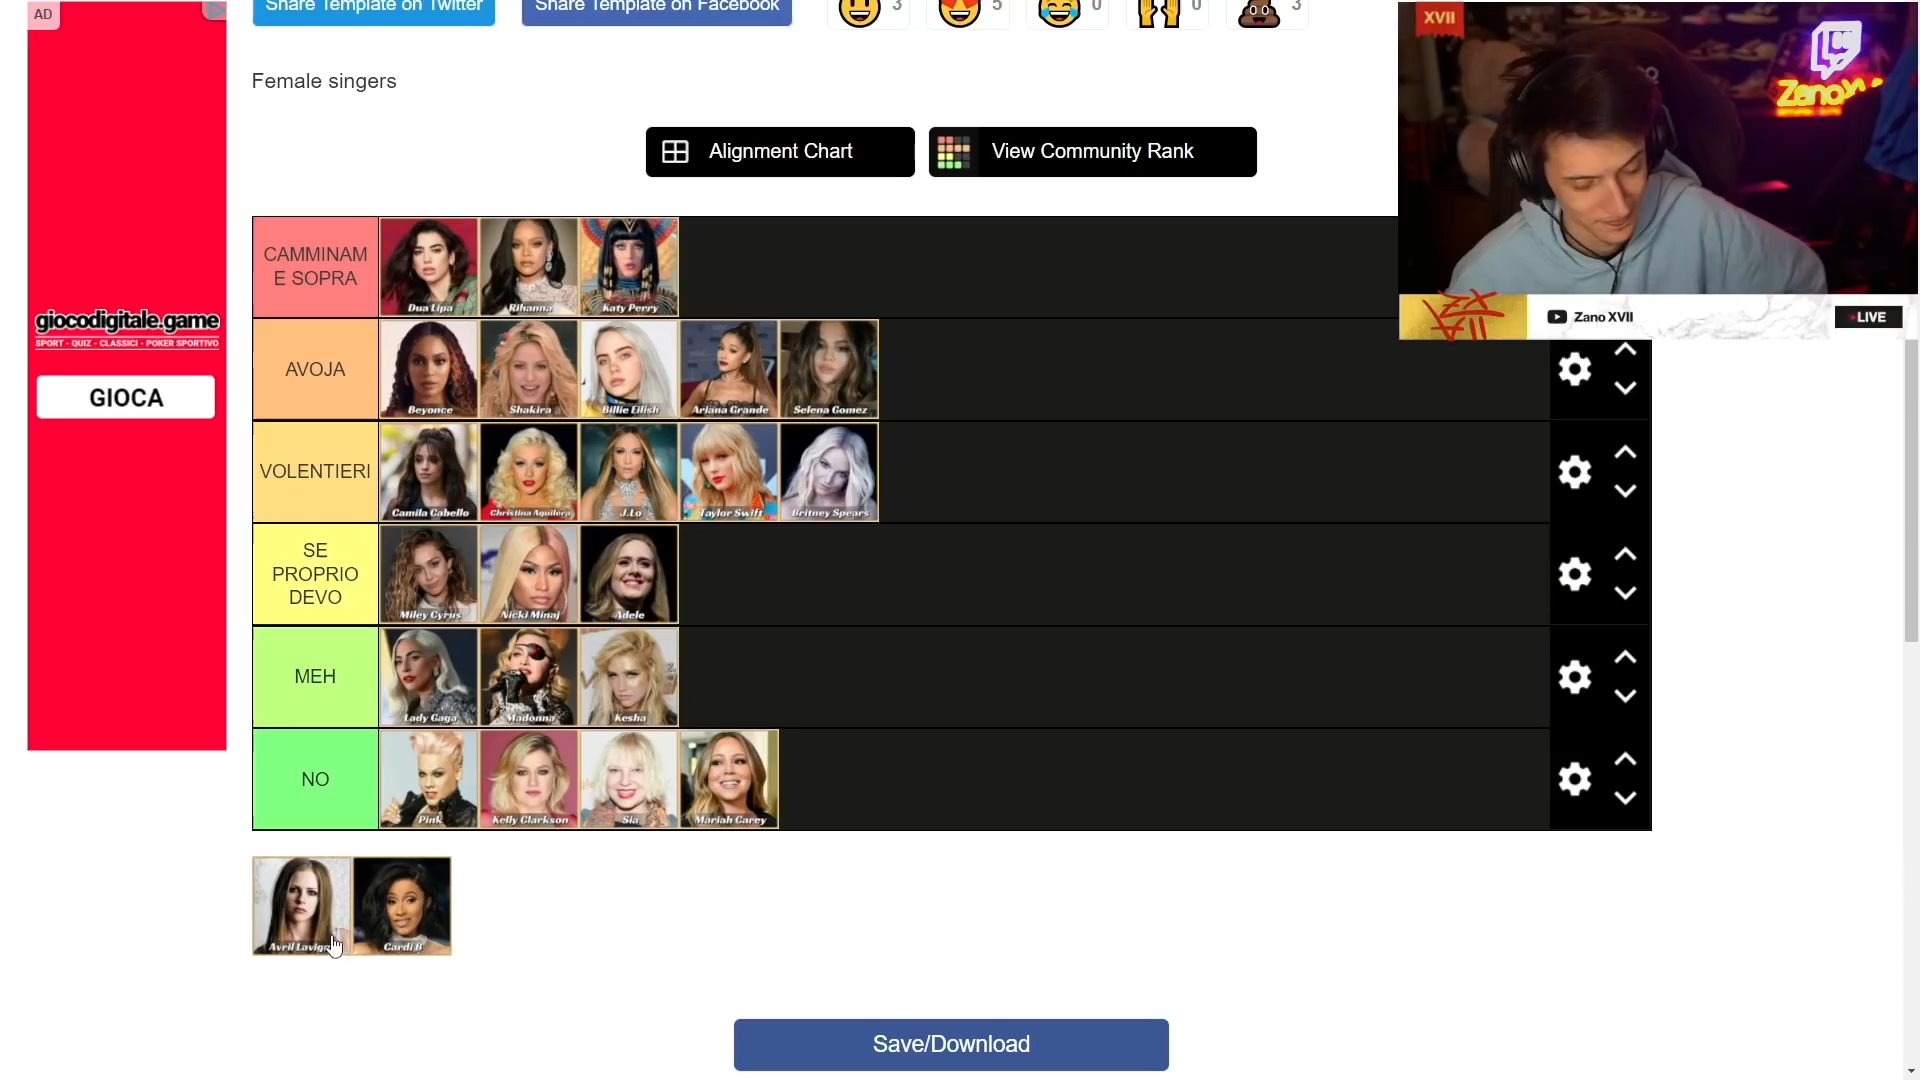 AD
Share Template on Twitter
Share Template on Facebook
3
5
0
0
3
XVII
Female singers
Alignment Chart
View Community Rank
CAMMINAM
E SOPRA
Dua Lipa
Rihanna
Katy Perry
Zano XVII
LIVE
giocodigitale.game
SPORT - QUIZ - CLASSICI - POKER SPORTIVO
GIOCA
AVOJA
Beyonce
Shakira
Billie Eilish
Ariana Grande
Selena Gomez
VOLENTIERI
Camila Cabello
Christina Aguilera
J.Lo
Taylor Swift
Britney Spears
SE
PROPRIO
DEVO
Miley Cyrus
Nicki Minaj
Adele
MEH
Lady Gaga
Madonna
Kesha
NO
Pink
Kelly Clarkson
Sia
Mariah Carey
Avril
Cardi B
Save/Download